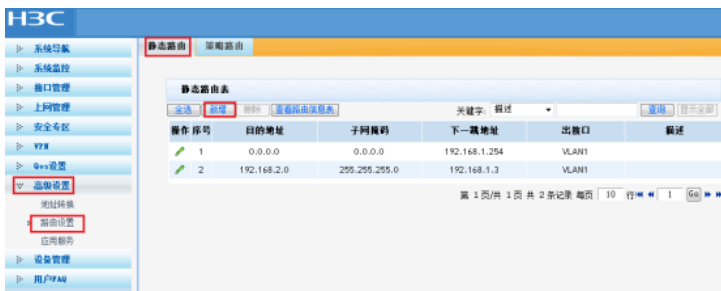 H3C
系统导航
系统监控
接口管理
上网管理
安全专区
VPN
QoS设置
高级设置
地址转换
路由设置
应用服务
设备管理
用户FAQ
静态路由 策略路由
静态路由表
全选 新增 删除 查看路由信息表 关键字: 描述 查询 显示全部
操作 序号 目的地址 子网掩码 下一跳地址 出接口 描述
1 0.0.0.0 0.0.0.0 192.168.1.254 VLAN1
2 192.168.2.0 255.255.255.0 192.168.1.3 VLAN1
第 1 页/共 1 页 共 2 条记录 每页 10 行 1 Go